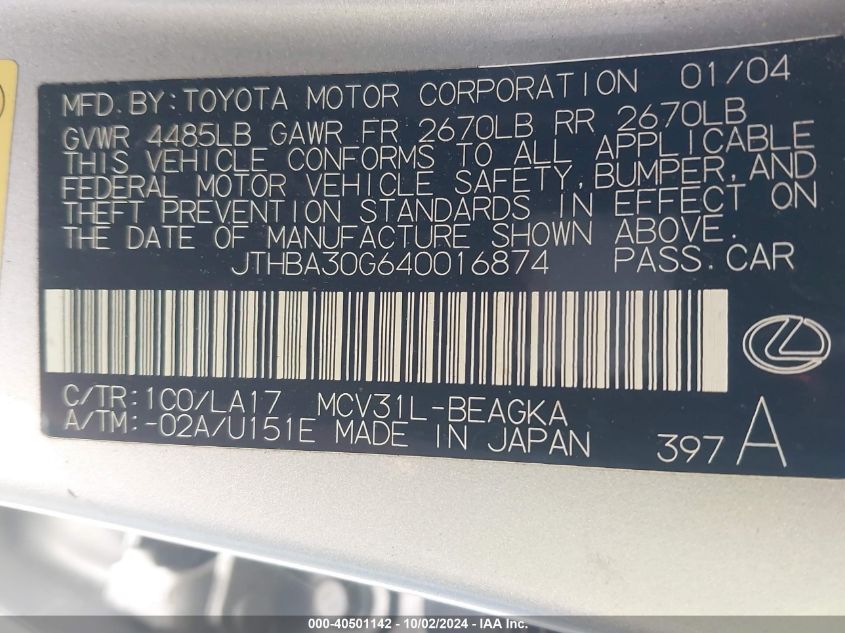 MFD. BY: TOYOTA MOTOR CORPORATION 01/04
GVWR 4485LB GAWR FR 2670LB RR 2670LB
THIS VEHICLE CONFORMS TO ALL APPLICABLE
FEDERAL MOTOR VEHICLE SAFETY, BUMPER, AND
THEFT PREVENTION STANDARDS IN EFFECT ON
THE DATE OF MANUFACTURE SHOWN ABOVE.
JTHBA30G640016874 PASS. CAR
C/TR: 1C0/LA17 MCV31L-BEAGKA
A/TM: -02A/U151E MADE IN JAPAN
397 A
000-40501142 - 10/02/2024 - IAA Inc.